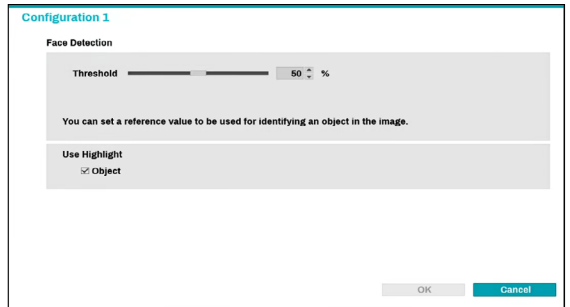 Configuration 1
Face Detection
Threshold 50 %
You can set a reference value to be used for identifying an object in the image.
Use Highlight
Object
OK Cancel